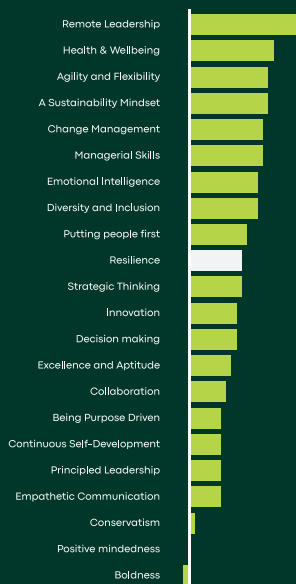 Remote Leadership
Health & Wellbeing
Agility and Flexibility
A Sustainability Mindset
Change Management
Managerial Skills
Emotional Intelligence
Diversity and Inclusion
Putting people first
Resilience
Strategic Thinking
Innovation
Decision making
Excellence and Aptitude
Collaboration
Being Purpose Driven
Continuous Self-Development
Principled Leadership
Empathetic Communication
Conservatism
Positive mindedness
Boldness